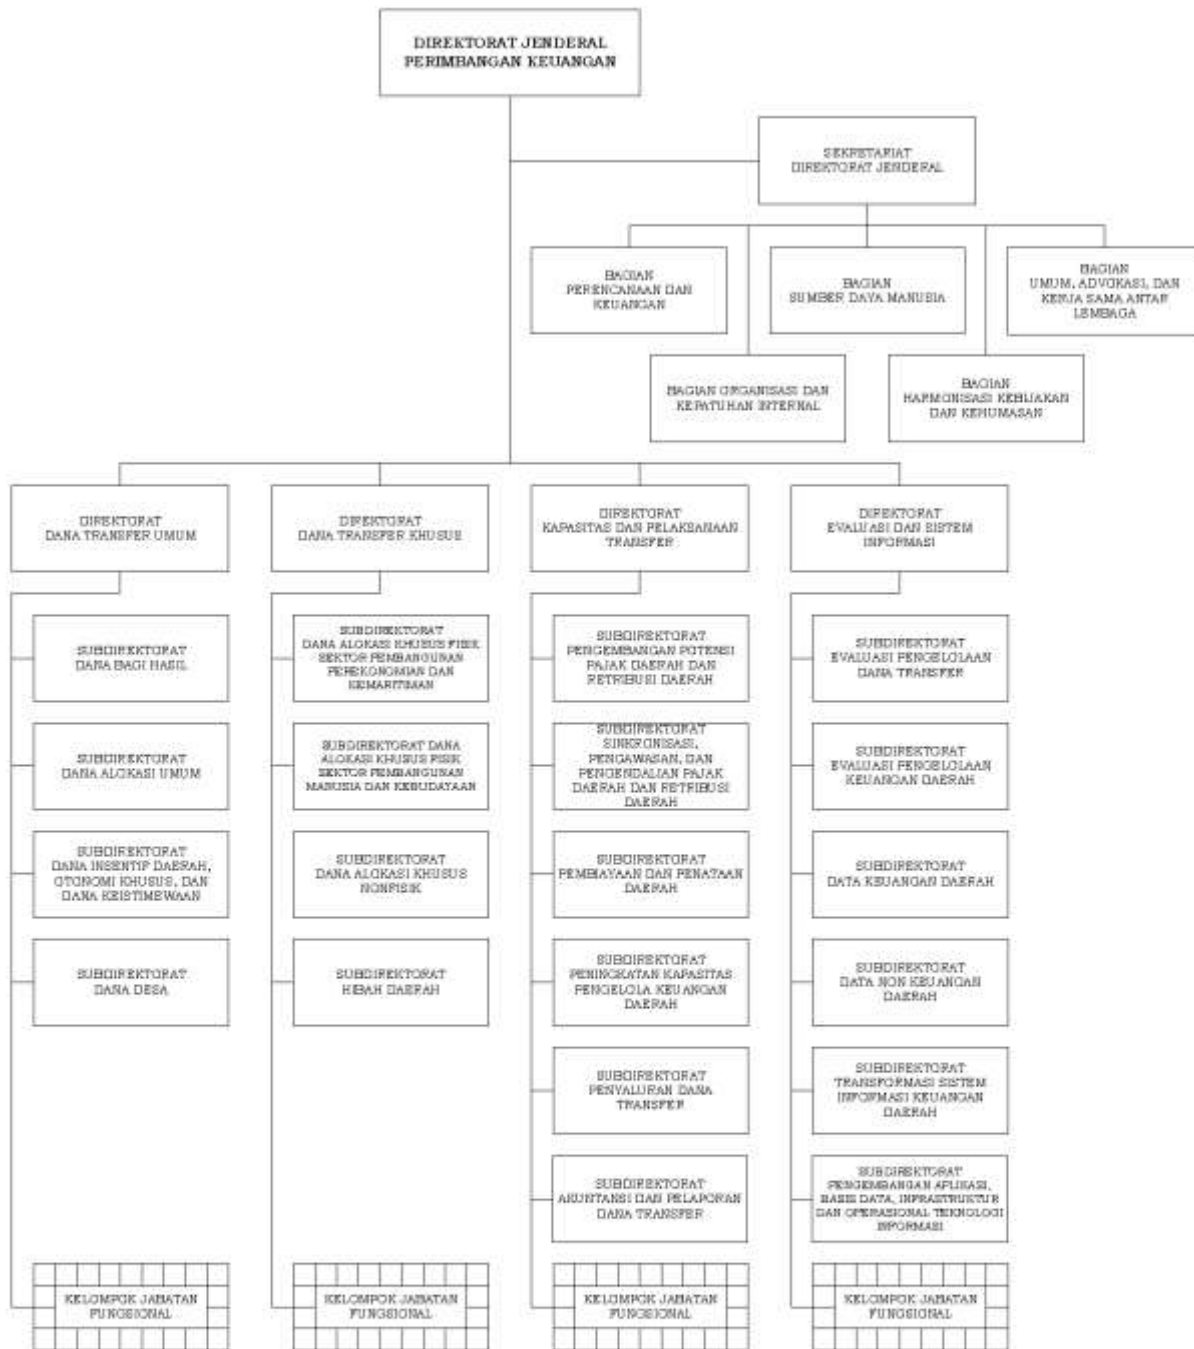 DIREKTORAT JENDERAL
PERIMBANGAN KEUANGAN
SEKRETARIAT
DIREKTORAT JENDERAL
BAGIAN
PERENCANAAN DAN
KEUANGAN
BAGIAN
SUMBER DAYA MANUSIA
BAGIAN
UMUM, ADVOKASI, DAN
KERJA SAMA ANTAR
LEMBAGA
BAGIAN ORGANISASI DAN
KEPATUHAN INTERNAL
BAGIAN
HARMONISASI KEBIJAKAN
DAN KEHUMASAN
DIREKTORAT
DANA TRANSFER UMUM
DIREKTORAT
DANA TRANSFER KHUSUS
DIREKTORAT
KAPASITAS DAN PELAKSANAAN
TRANSFER
DIREKTORAT
EVALUASI DAN SISTEM
INFORMASI
SUBDIREKTORAT
DANA BAGI HASIL
SUBDIREKTORAT
DANA ALOKASI UMUM
SUBDIREKTORAT
DANA INSENTIF DAERAH,
OTONOMI KHUSUS, DAN
DANA KEISTIMEWAAN
SUBDIREKTORAT
DANA DESA
KELOMPOK JABATAN
FUNGSIONAL
SUBDIREKTORAT
DANA ALOKASI KHUSUS FISIK
SEKTOR PEMBANGUNAN
PEREKONOMIAN DAN
KEMARITIMAN
SUBDIREKTORAT DANA
ALOKASI KHUSUS FISIK
SEKTOR PEMBANGUNAN
MANUSIA DAN KEBUDAYAAN
SUBDIREKTORAT
DANA ALOKASI KHUSUS
NONFISIK
SUBDIREKTORAT
HIBAH DAERAH
KELOMPOK JABATAN
FUNGSIONAL
SUBDIREKTORAT
PENGEMBANGAN POTENSI
PAJAK DAERAH DAN
RETRIBUSI DAERAH
SUBDIREKTORAT
SINKRONISASI,
PENGAWASAN, DAN
PENGENDALIAN PAJAK
DAERAH DAN RETRIBUSI
DAERAH
SUBDIREKTORAT
PEMBIAYAAN DAN PENATAAN
DAERAH
SUBDIREKTORAT
PENINGKATAN KAPASITAS
PENGELOLA KEUANGAN
DAERAH
SUBDIREKTORAT
PENYALURAN DANA
TRANSFER
SUBDIREKTORAT
AKUNTANSI DAN PELAPORAN
DANA TRANSFER
KELOMPOK JABATAN
FUNGSIONAL
SUBDIREKTORAT
EVALUASI PENGELOLAAN
DANA TRANSFER
SUBDIREKTORAT
EVALUASI PENGELOLAAN
KEUANGAN DAERAH
SUBDIREKTORAT
DATA KEUANGAN DAERAH
SUBDIREKTORAT
DATA NON KEUANGAN
DAERAH
SUBDIREKTORAT
TRANSFORMASI SISTEM
INFORMASI KEUANGAN
DAERAH
SUBDIREKTORAT
PENGEMBANGAN APLIKASI,
BASIS DATA, INFRASTRUKTUR
DAN OPERASIONAL TEKNOLOGI
INFORMASI
KELOMPOK JABATAN
FUNGSIONAL